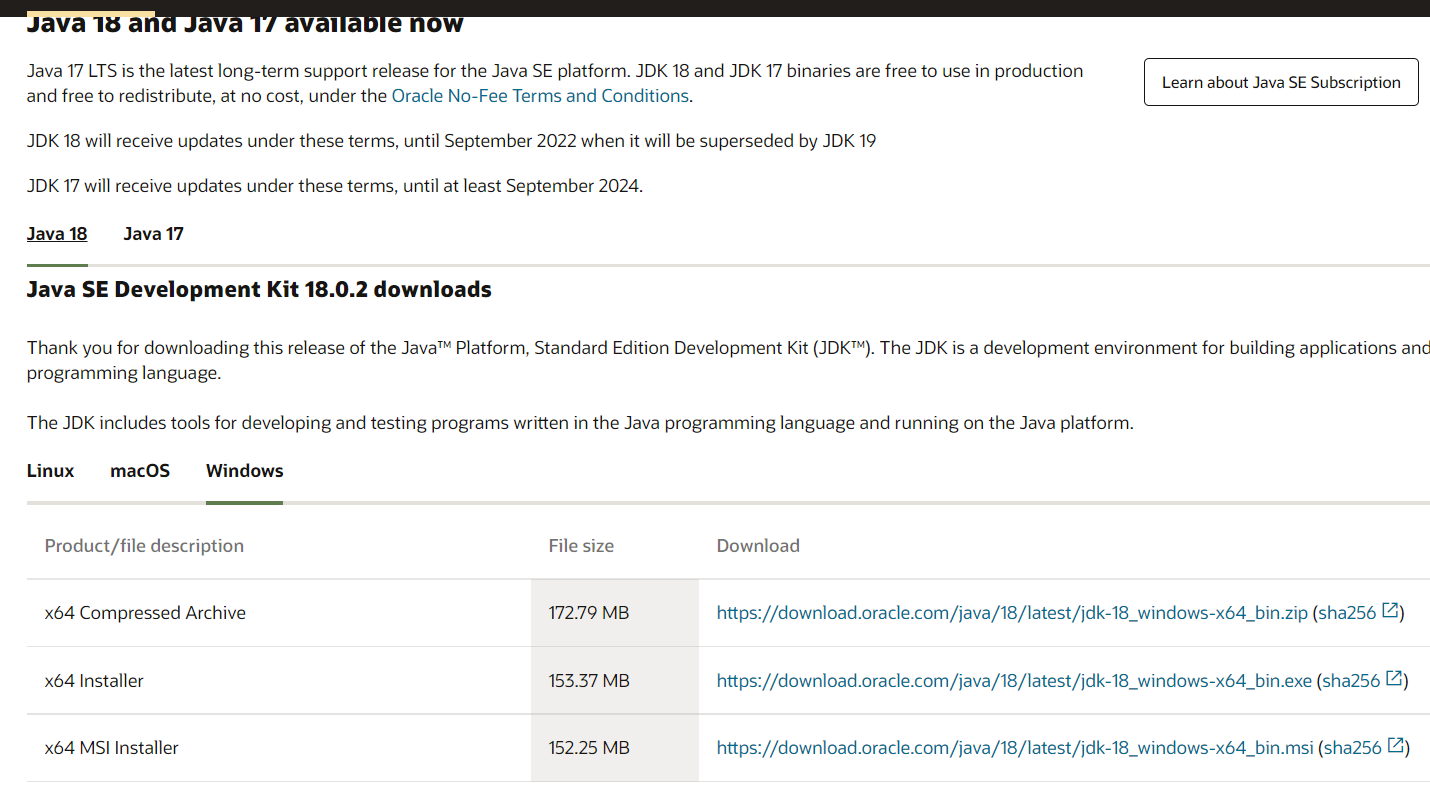 Java 18 and Java 17 available now
Java 17 LTS is the latest long-term support release for the Java SE platform. JDK 18 and JDK 17 binaries are free to use in production
and free to redistribute, at no cost, under the Oracle No-Fee Terms and Conditions.
Learn about Java SE Subscription
JDK 18 will receive updates under these terms, until September 2022 when it will be superseded by JDK 19
JDK 17 will receive updates under these terms, until at least September 2024.
Java 18 Java 17
Java SE Development Kit 18.0.2 downloads
Thank you for downloading this release of the Java™ Platform, Standard Edition Development Kit (JDK™). The JDK is a development environment for building applications and
programming language.
The JDK includes tools for developing and testing programs written in the Java programming language and running on the Java platform.
Linux macOS Windows
Product/file description File size Download
x64 Compressed Archive 172.79 MB https://download.oracle.com/java/18/latest/jdk-18_windows-x64_bin.zip (sha256)
x64 Installer 153.37 MB https://download.oracle.com/java/18/latest/jdk-18_windows-x64_bin.exe (sha256)
x64 MSI Installer 152.25 MB https://download.oracle.com/java/18/latest/jdk-18_windows-x64_bin.msi (sha256)